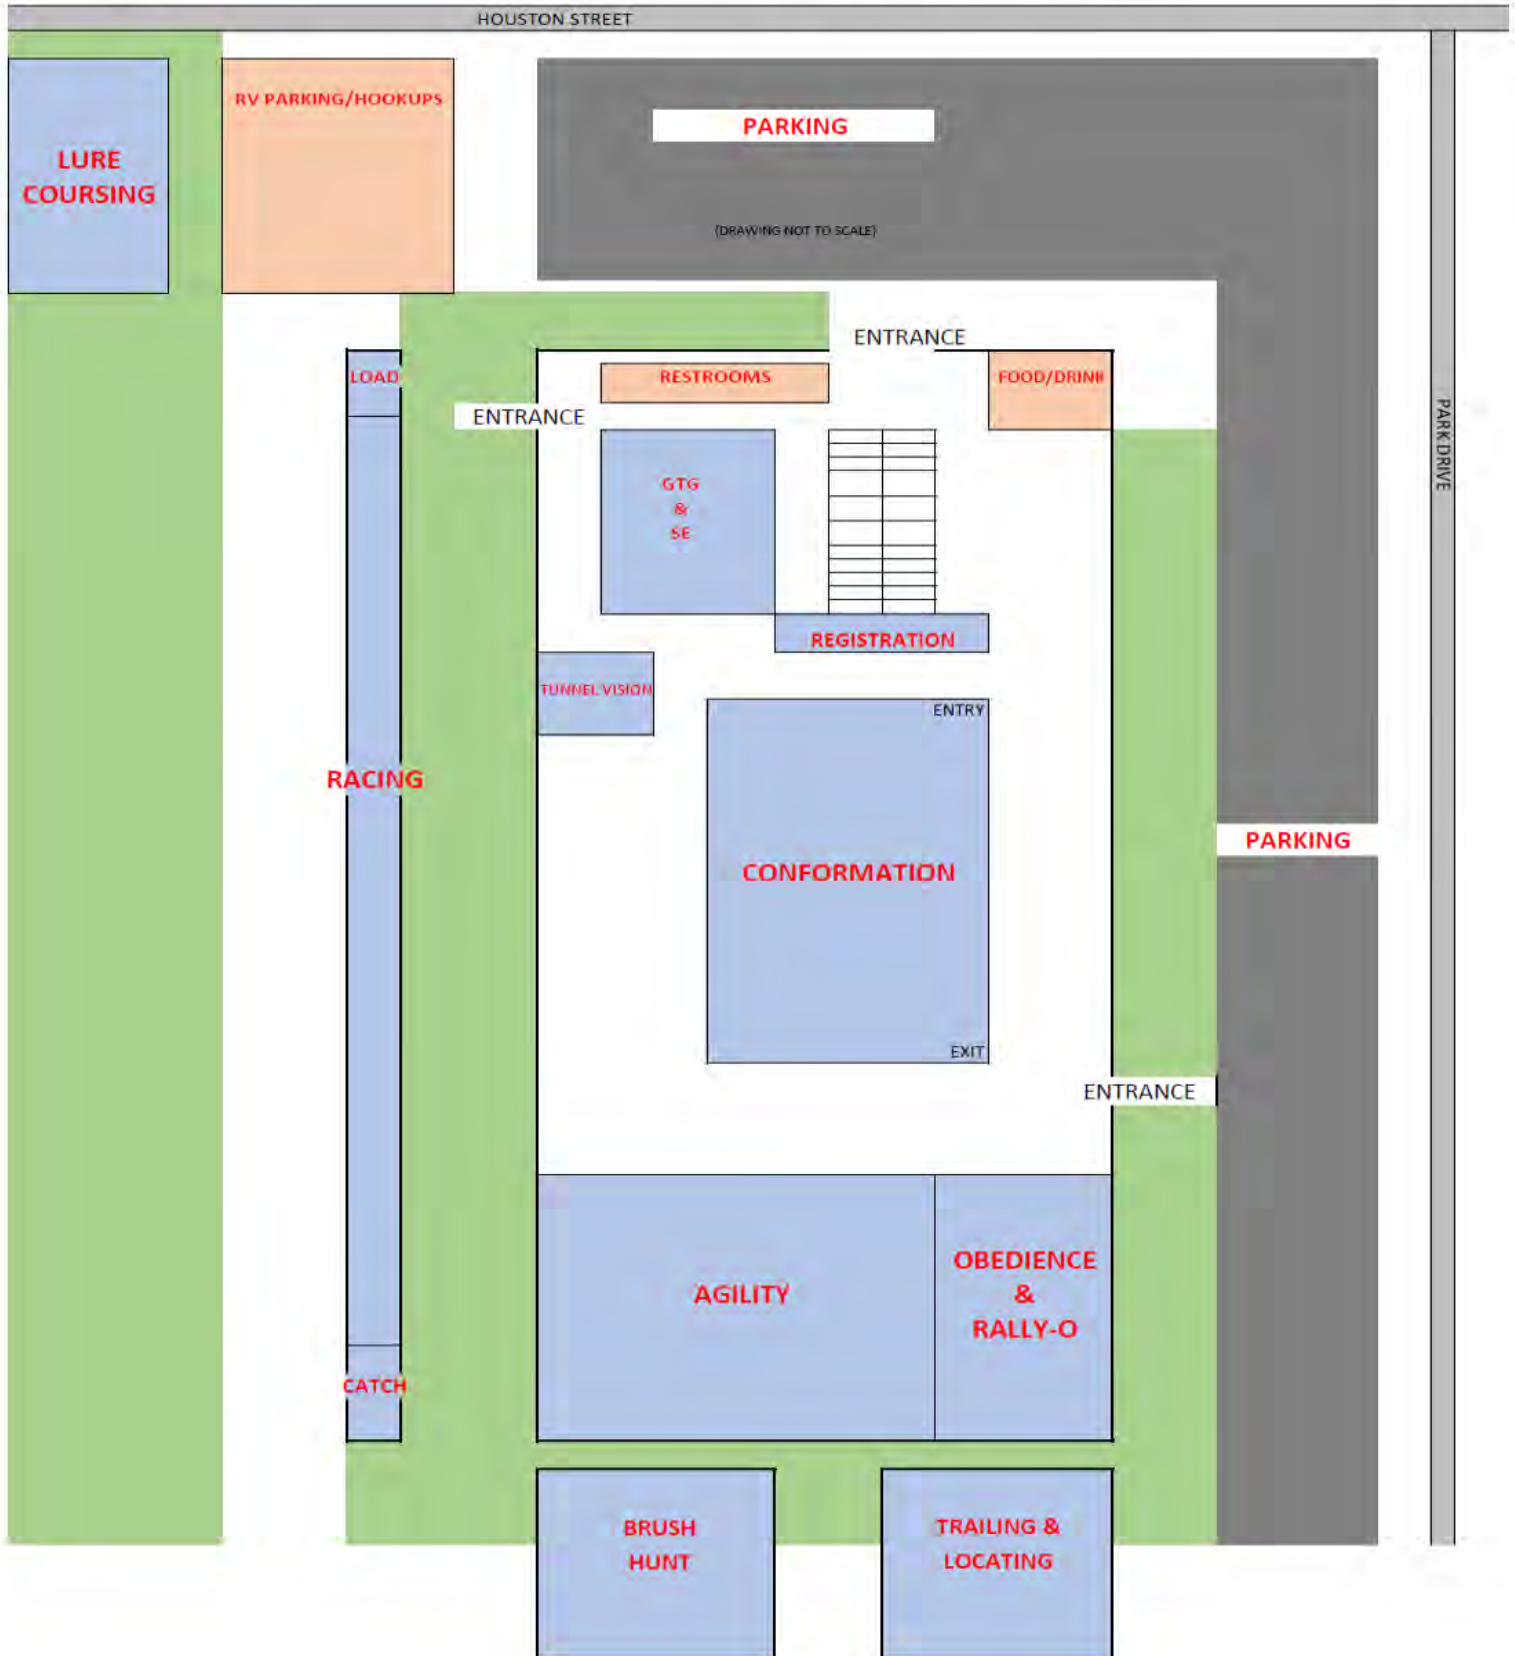 HOUSTON STREET
RV PARKING/HOOKUPS
LURE
COURSING
PARKING
(DRAWING NOT TO SCALE)
ENTRANCE
LOAD
RESTROOMS
FOOD/DRINK
ENTRANCE
PARK DRIVE
GTG
&
SE
REGISTRATION
TUNNEL VISION
ENTRY
RACING
PARKING
CONFORMATION
EXIT
ENTRANCE
AGILITY
OBEDIENCE
&
RALLY-O
CATCH
BRUSH
HUNT
TRAILING &
LOCATING